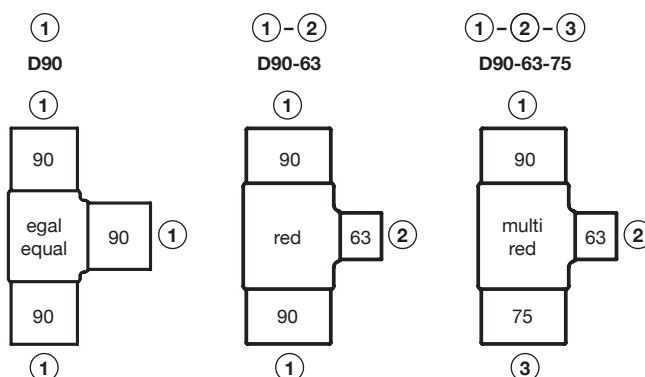 1 1-2 1-2-3
D90 D90-63 D90-63-75
1 1 1
90 90 90
egal red multi
equal 90 1 63 2 red 63 2
90 90 75
1 1 3